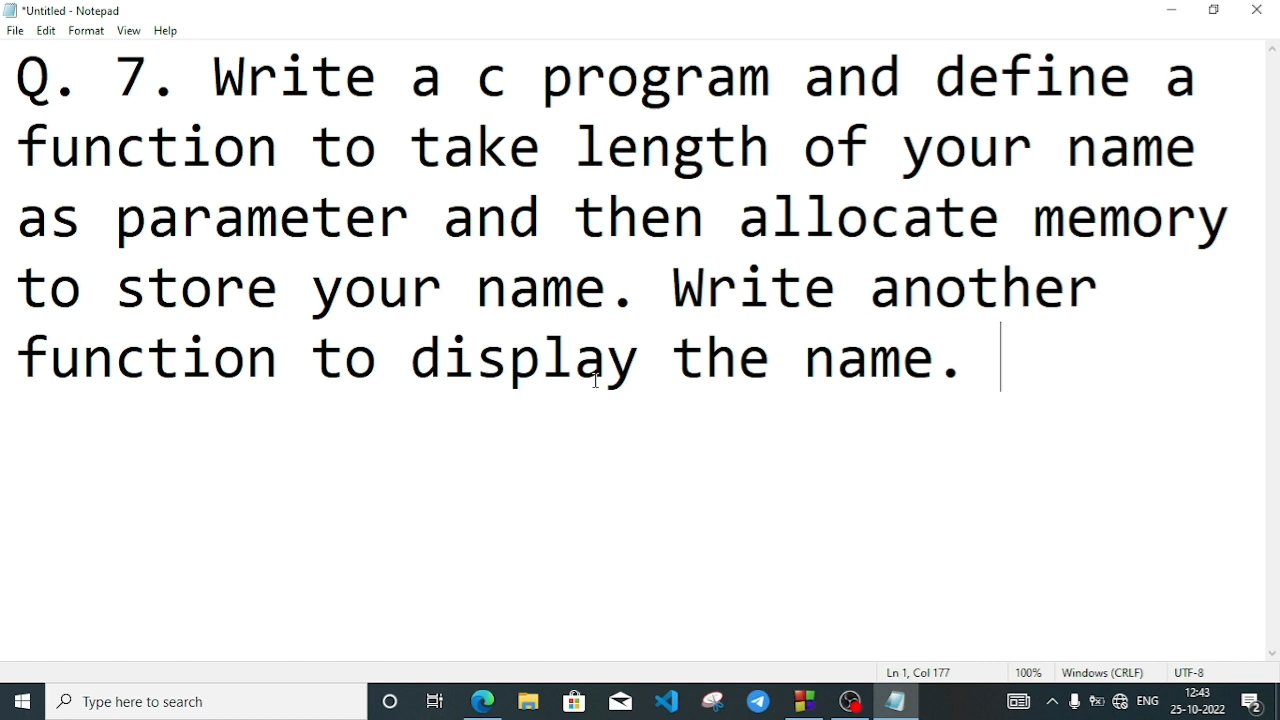 *Untitled - Notepad
File Edit Format View Help
Q. 7. Write a c program and define a
function to take length of your name
as parameter and then allocate memory
to store your name. Write another
function to display the name.
Ln 1, Col 177 100% Windows (CRLF) UTF-8
Type here to search
ENG
12:43
25-10-2022
2